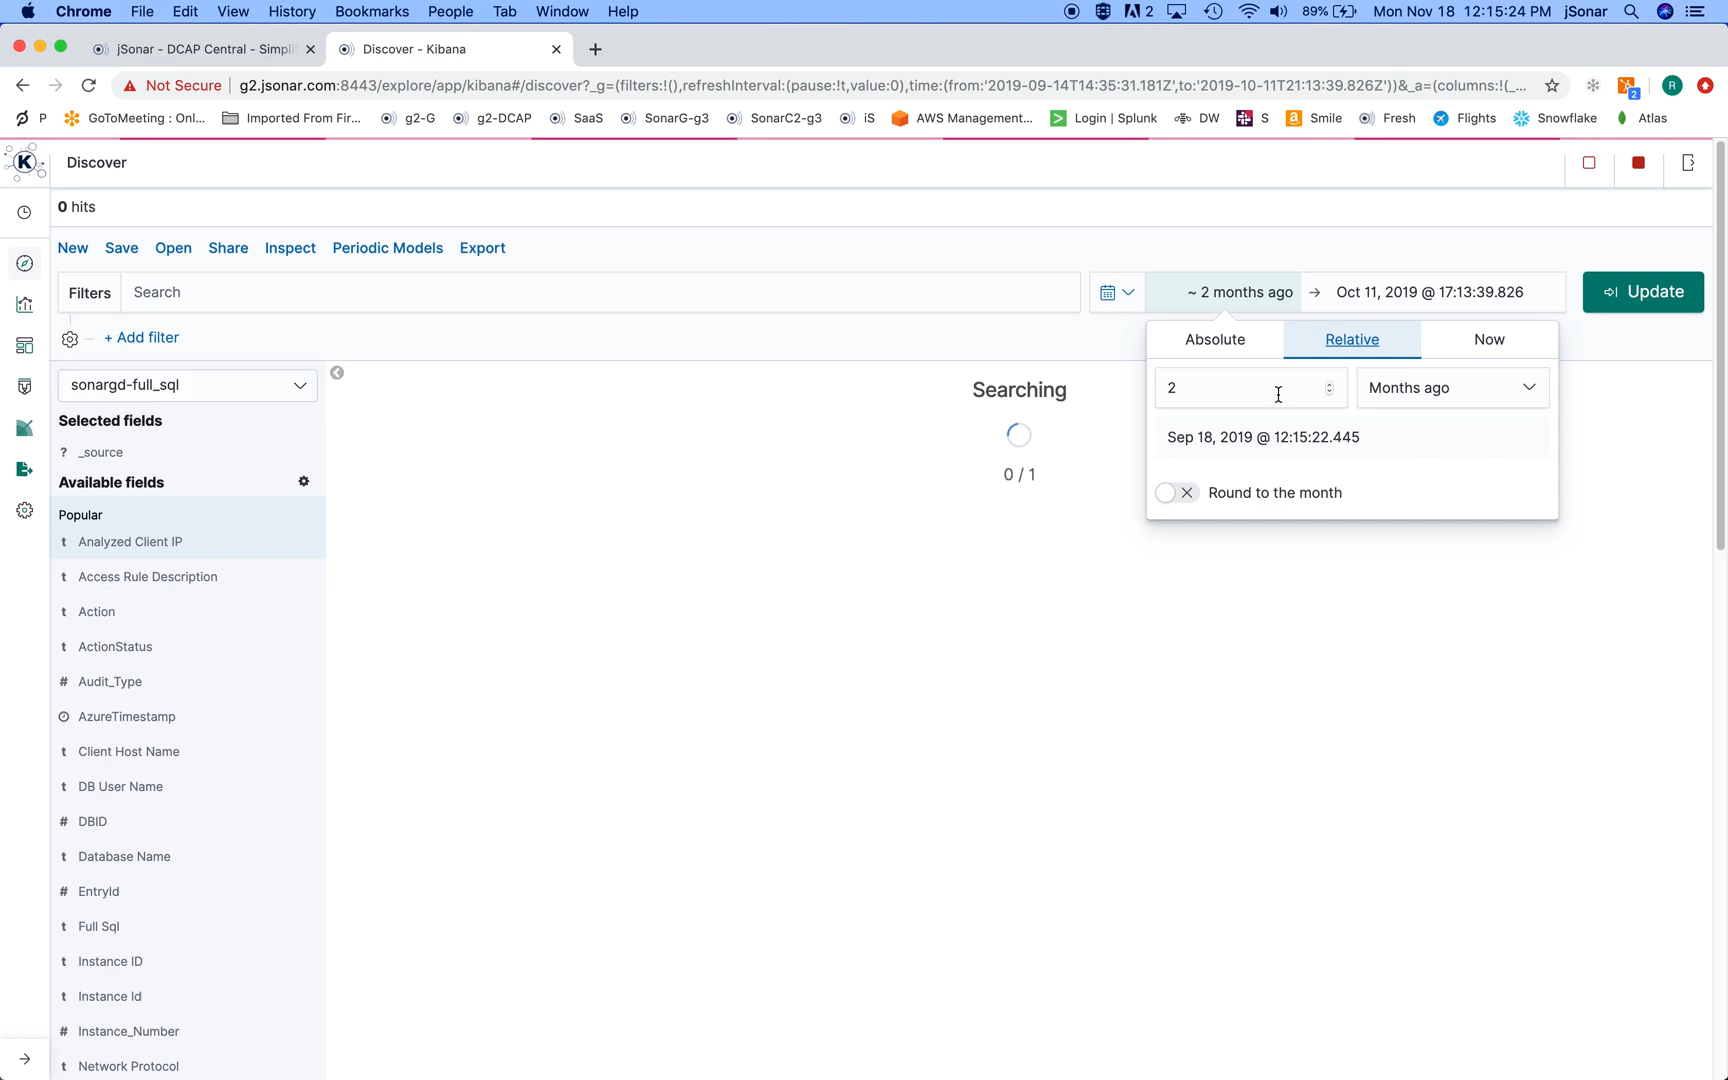 Chrome File Edit View History Bookmarks People Tab Window Help 2 89% Mon Nov 18 12:15:24 PM jSonar
jSonar - DCAP Central - Simpli Discover - Kibana
Not Secure g2.jsonar.com:8443/explore/app/kibana#/discover?_g=(filters:!(),refreshInterval:(pause:!t,value:0),time:(from:'2019-09-14T14:35:31.181Z',to:'2019-10-11T21:13:39.826Z'))&_a=(columns:!(_... 2 R
P GoToMeeting : Onl... Imported From Fir... g2-G g2-DCAP SaaS SonarG-g3 SonarC2-g3 iS AWS Management... Login | Splunk DW S Smile Fresh Flights Snowflake Atlas
K Discover
0 hits
New Save Open Share Inspect Periodic Models Export
Filters Search ~ 2 months ago → Oct 11, 2019 @ 17:13:39.826 Update
+ Add filter
Absolute Relative Now
sonargd-full_sql
2 Months ago
Sep 18, 2019 @ 12:15:22.445
Round to the month
Searching
0 / 1
Selected fields
? _source
Available fields
Popular
t Analyzed Client IP
t Access Rule Description
t Action
t ActionStatus
# Audit_Type
AzureTimestamp
t Client Host Name
t DB User Name
# DBID
t Database Name
# EntryId
t Full Sql
t Instance ID
t Instance Id
# Instance_Number
t Network Protocol